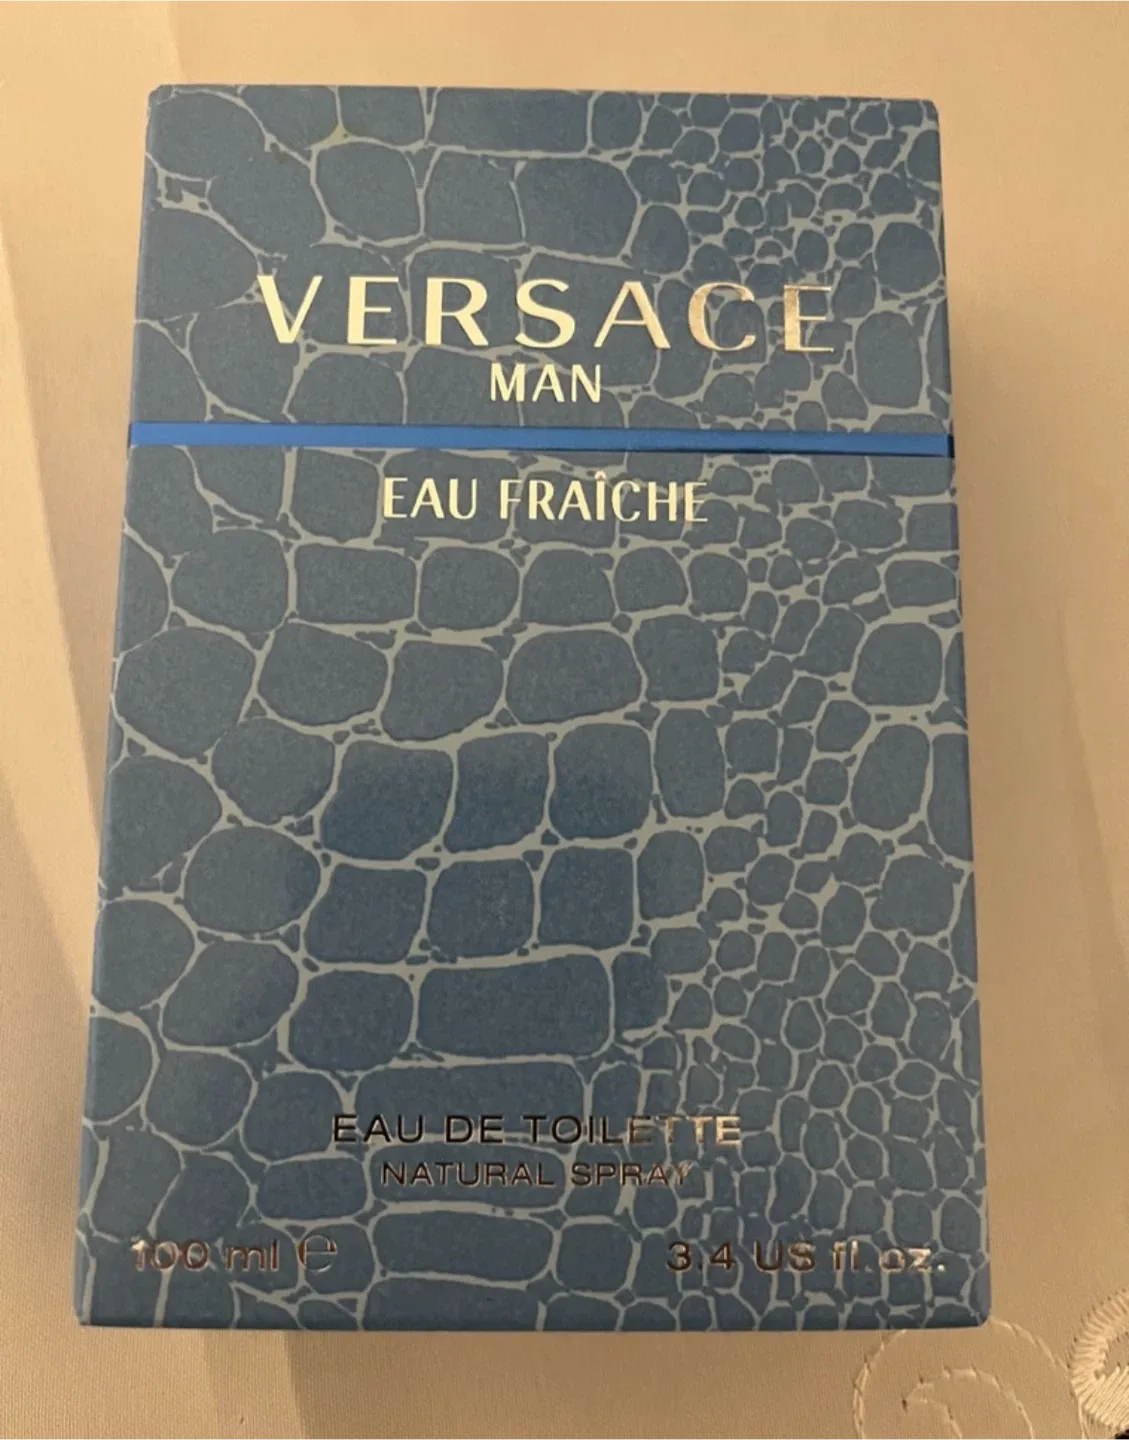 VERSACE
MAN
EAU FRAÎCHE
EAU DE TOILETTE
NATURAL SPRAY
100 ml ℮
3.4 US fl.oz.